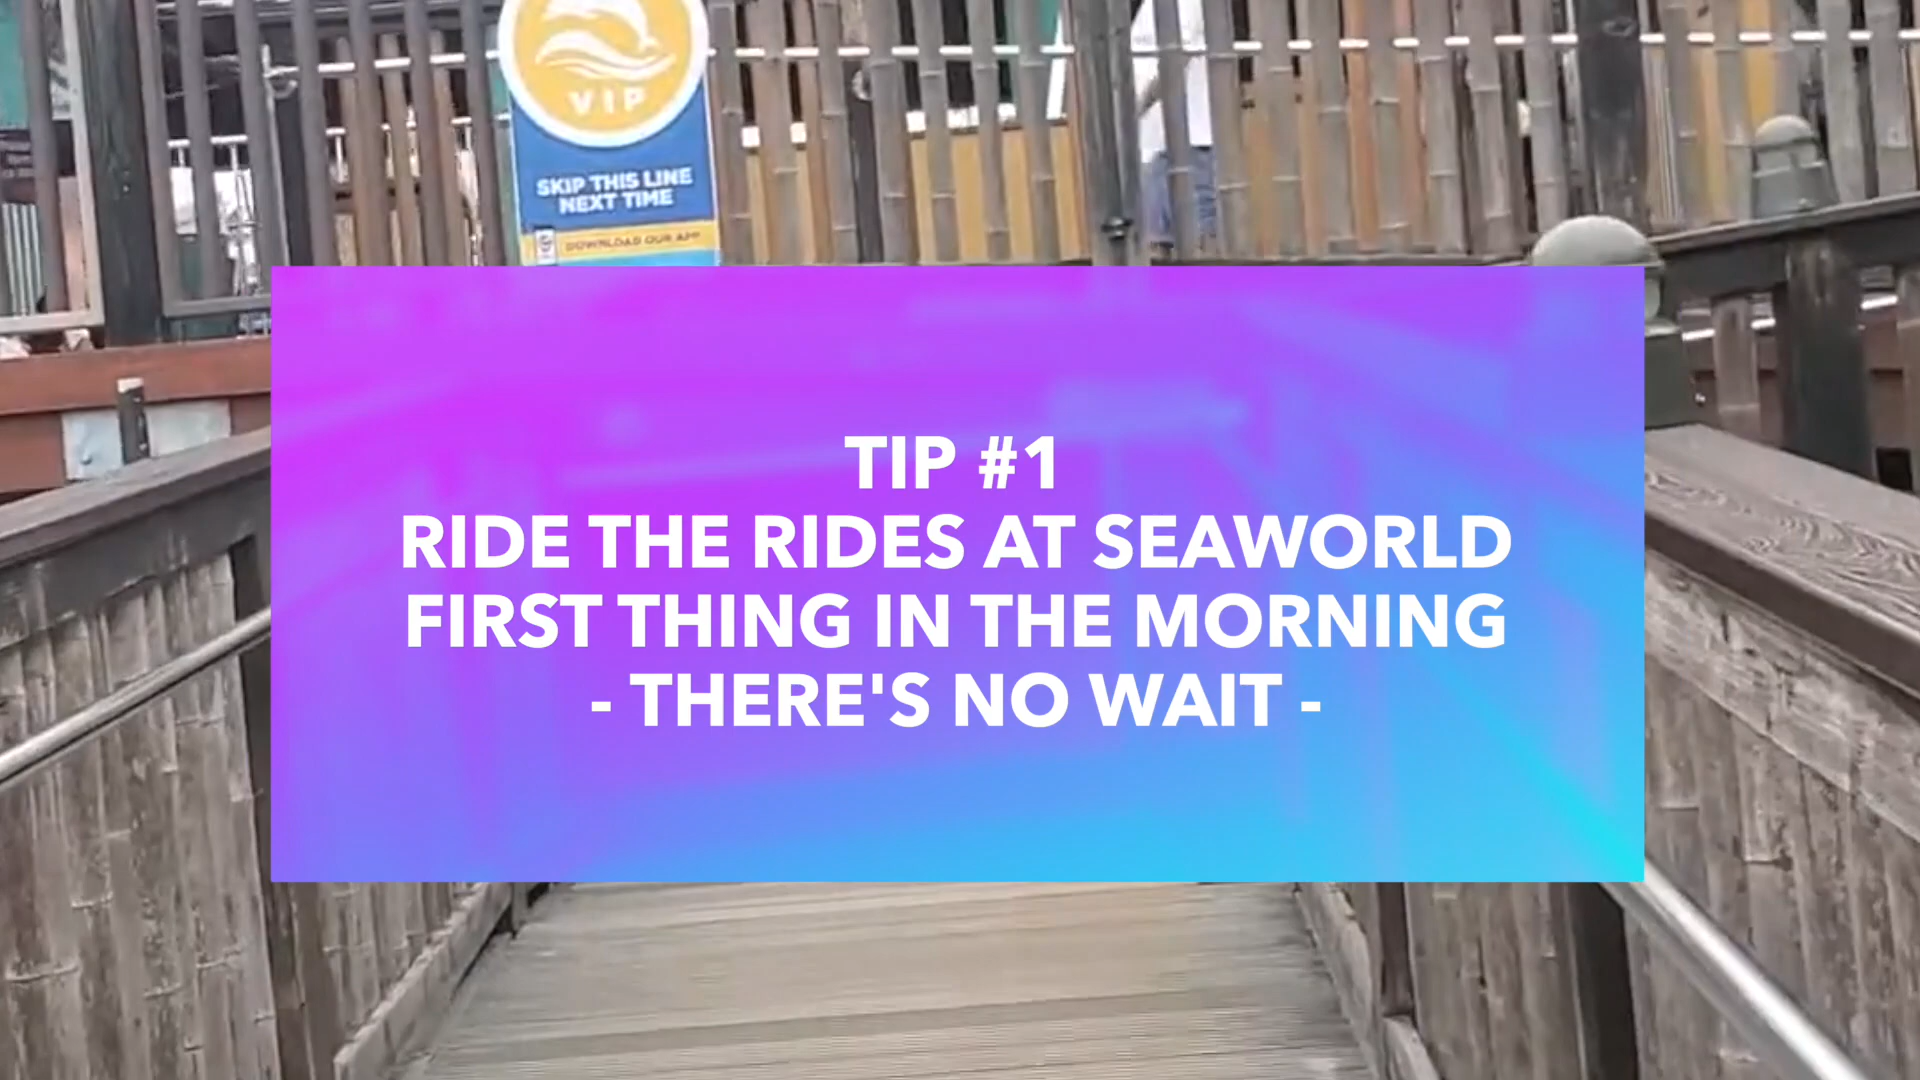 VIP
SKIP THIS LINE
NEXT TIME
DOWNLOAD OUR APP
TIP #1
RIDE THE RIDES AT SEAWORLD
FIRST THING IN THE MORNING
- THERE'S NO WAIT -